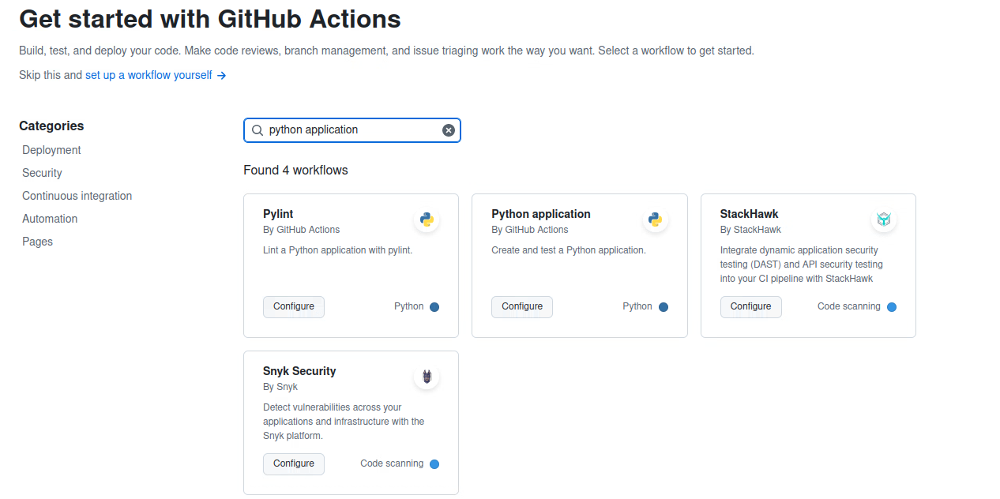 Get started with GitHub Actions
Build, test, and deploy your code. Make code reviews, branch management, and issue triaging work the way you want. Select a workflow to get started.
Skip this and set up a workflow yourself →
Categories
Deployment
Security
Continuous integration
Automation
Pages
python application
Found 4 workflows
Pylint
By GitHub Actions
Lint a Python application with pylint.
Configure
Python
Python application
By GitHub Actions
Create and test a Python application.
Configure
Python
StackHawk
By StackHawk
Integrate dynamic application security
testing (DAST) and API security testing
into your CI pipeline with StackHawk
Configure
Code scanning
Snyk Security
By Snyk
Detect vulnerabilities across your
applications and infrastructure with the
Snyk platform.
Configure
Code scanning